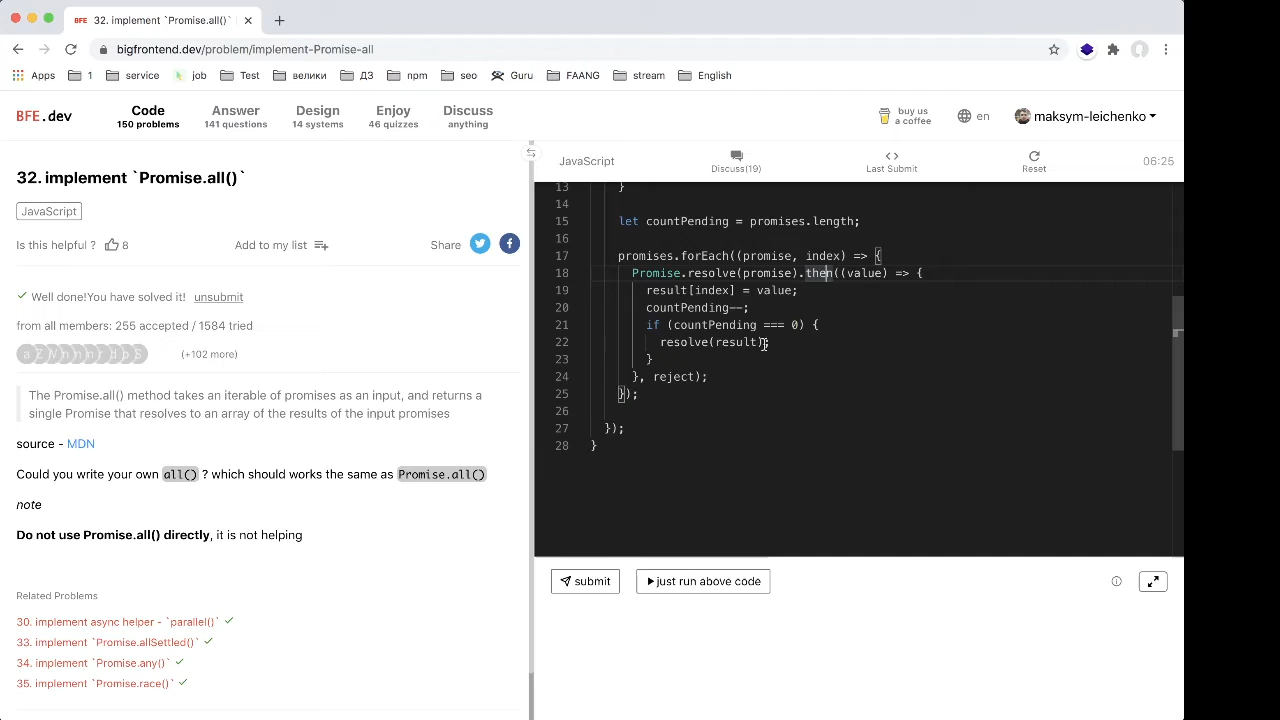 32. implement `Promise.all()`
bigfrontend.dev/problem/implement-Promise-all
Apps 1 service job Test велики ДЗ npm seo Guru FAANG stream English
BFE.dev
Code
150 problems
Answer
141 questions
Design
14 systems
Enjoy
46 quizzes
Discuss
anything
buy us
a coffee
en
maksym-leichenko
32. implement `Promise.all()`
JavaScript
Is this helpful ? 8
Add to my list
Share
Well done!You have solved it! unsubmit
from all members: 255 accepted / 1584 tried
(+102 more)
The Promise.all() method takes an iterable of promises as an input, and returns a
single Promise that resolves to an array of the results of the input promises
source - MDN
Could you write your own all() ? which should works the same as Promise.all()
note
Do not use Promise.all() directly, it is not helping
Related Problems
30. implement async helper - `parallel()`
33. implement `Promise.allSettled()`
34. implement `Promise.any()`
35. implement `Promise.race()`
JavaScript
Discuss(19)
Last Submit
Reset
06:25
13 }
14
15 let countPending = promises.length;
16
17 promises.forEach((promise, index) => {
18 Promise.resolve(promise).then((value) => {
19 result[index] = value;
20 countPending--;
21 if (countPending === 0) {
22 resolve(result);
23 }
24 }, reject);
25 });
26
27 });
28 }
submit
just run above code